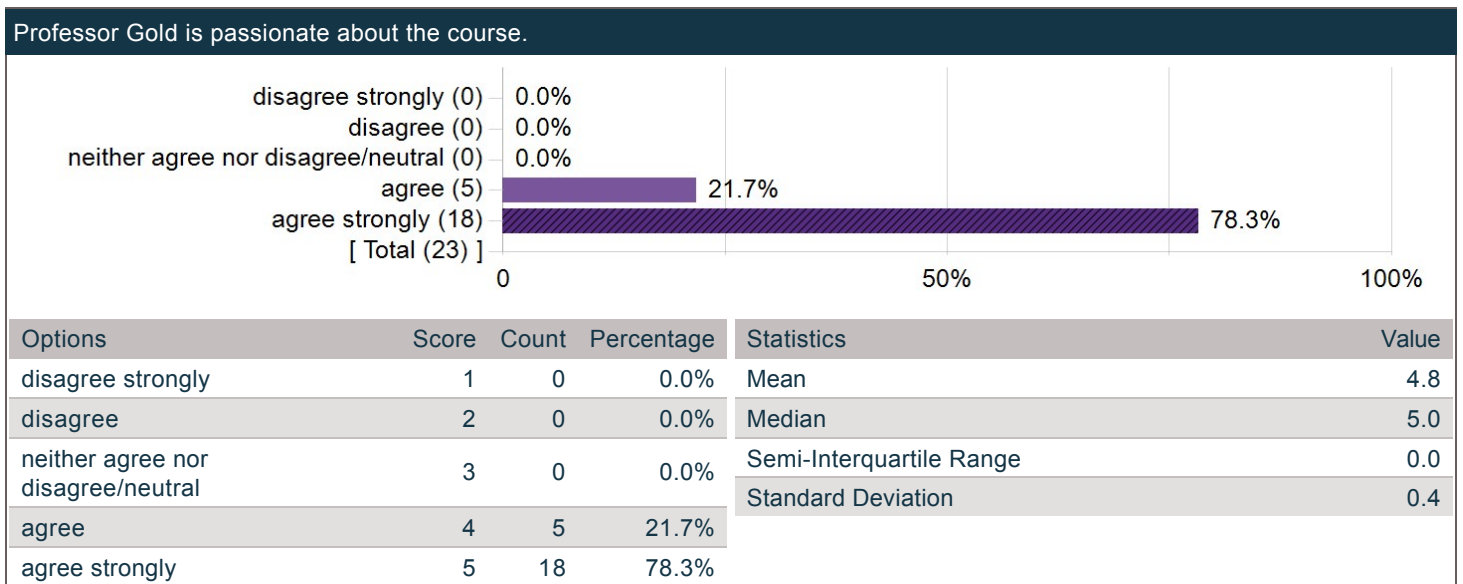 Professor Gold is passionate about the course.
disagree strongly (0) 0.0%
disagree (0) 0.0%
neither agree nor disagree/neutral (0) 0.0%
agree (5) 21.7%
agree strongly (18) 78.3%
[ Total (23) ]
0 50% 100%
Options Score Count Percentage
disagree strongly 1 0 0.0%
disagree 2 0 0.0%
neither agree nor
disagree/neutral 3 0 0.0%
agree 4 5 21.7%
agree strongly 5 18 78.3%
Statistics Value
Mean 4.8
Median 5.0
Semi-Interquartile Range 0.0
Standard Deviation 0.4